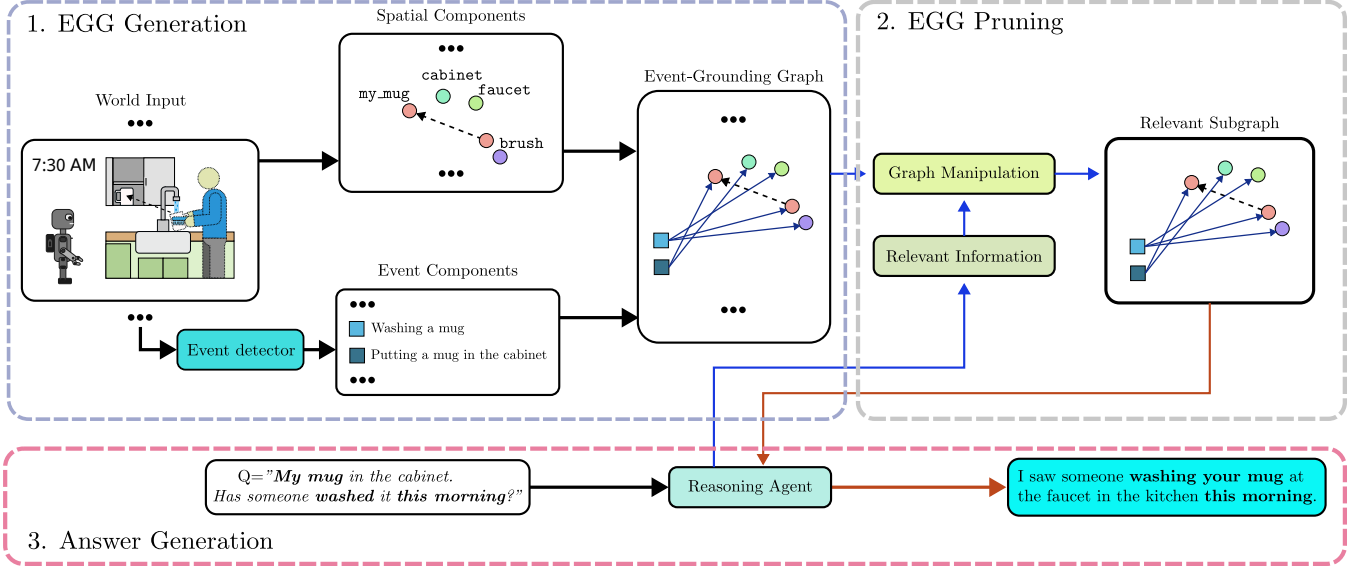 1. EGG Generation
World Input
7:30 AM
Event detector
Spatial Components
cabinet
my_mug
faucet
brush
Event Components
Washing a mug
Putting a mug in the cabinet
Event-Grounding Graph
2. EGG Pruning
Graph Manipulation
Relevant Information
Relevant Subgraph
Q="My mug in the cabinet.
Has someone washed it this morning?"
Reasoning Agent
I saw someone washing your mug at
the faucet in the kitchen this morning.
3. Answer Generation